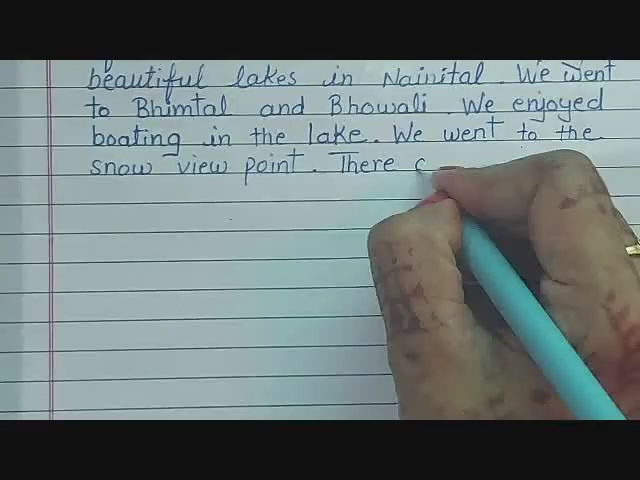 beautiful lakes in Nainital. We went
to Bhimtal and Bhowali. We enjoyed
boating in the lake. We went to the
snow view point. There